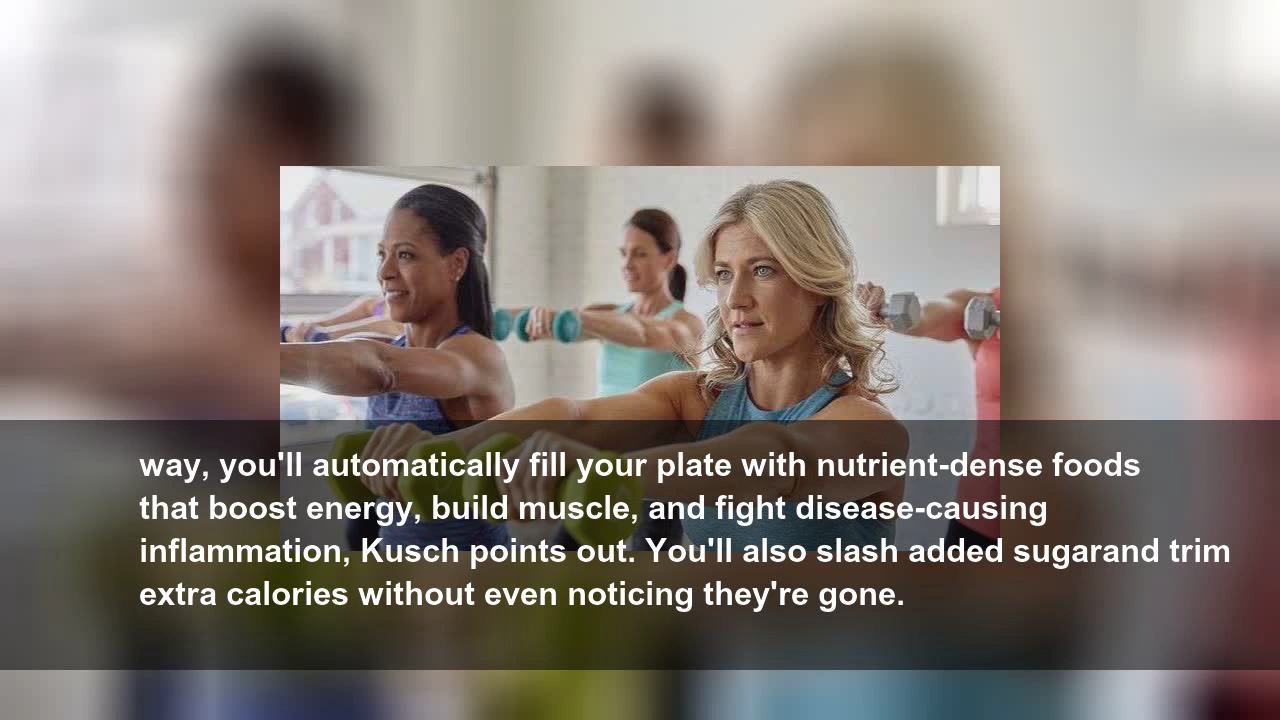 way, you'll automatically fill your plate with nutrient-dense foods
that boost energy, build muscle, and fight disease-causing
inflammation, Kusch points out. You'll also slash added sugarand trim
extra calories without even noticing they're gone.